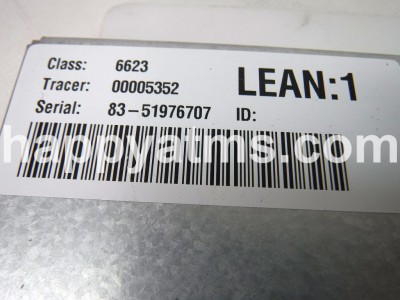 Class: 6623
Tracer: 00005352
LEAN:1
Serial: 83-51976707 ID:
happyatms.com